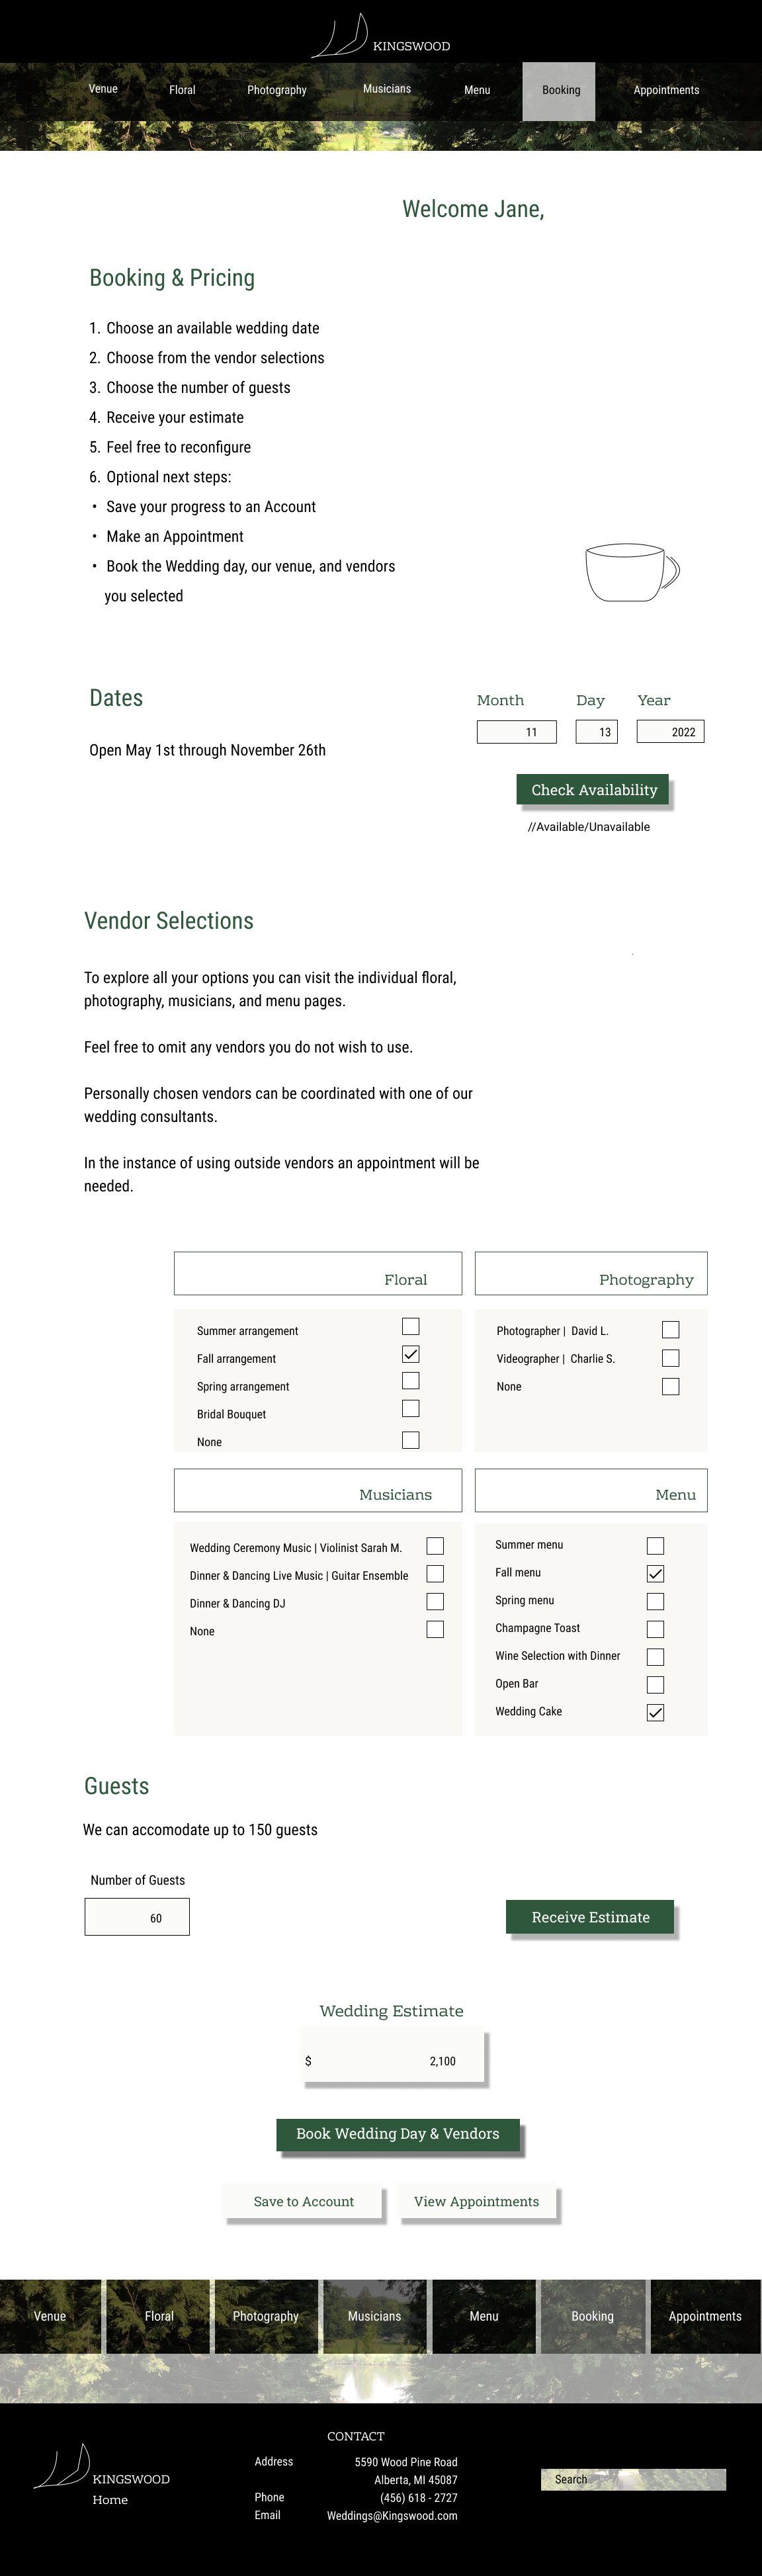 KINGSWOOD
Venue
Floral
Photography
Musicians
Menu
Booking
Appointments
Welcome Jane,
Booking & Pricing
1. Choose an available wedding date
2. Choose from the vendor selections
3. Choose the number of guests
4. Receive your estimate
5. Feel free to reconfigure
6. Optional next steps:
• Save your progress to an Account
• Make an Appointment
• Book the Wedding day, our venue, and vendors
you selected
Dates
Open May 1st through November 26th
Month Day Year
11 13 2022
Check Availability
//Available/Unavailable
Vendor Selections
To explore all your options you can visit the individual floral,
photography, musicians, and menu pages.
Feel free to omit any vendors you do not wish to use.
Personally chosen vendors can be coordinated with one of our
wedding consultants.
In the instance of using outside vendors an appointment will be
needed.
Floral
Summer arrangement
Fall arrangement
Spring arrangement
Bridal Bouquet
None
Photography
Photographer | David L.
Videographer | Charlie S.
None
Musicians
Wedding Ceremony Music | Violinist Sarah M.
Dinner & Dancing Live Music | Guitar Ensemble
Dinner & Dancing DJ
None
Menu
Summer menu
Fall menu
Spring menu
Champagne Toast
Wine Selection with Dinner
Open Bar
Wedding Cake
Guests
We can accomodate up to 150 guests
Number of Guests
60
Receive Estimate
Wedding Estimate
$ 2,100
Book Wedding Day & Vendors
Save to Account
View Appointments
Venue
Floral
Photography
Musicians
Menu
Booking
Appointments
KINGSWOOD
Home
CONTACT
Address 5590 Wood Pine Road
Alberta, MI 45087
Phone (456) 618 - 2727
Email Weddings@Kingswood.com
Search